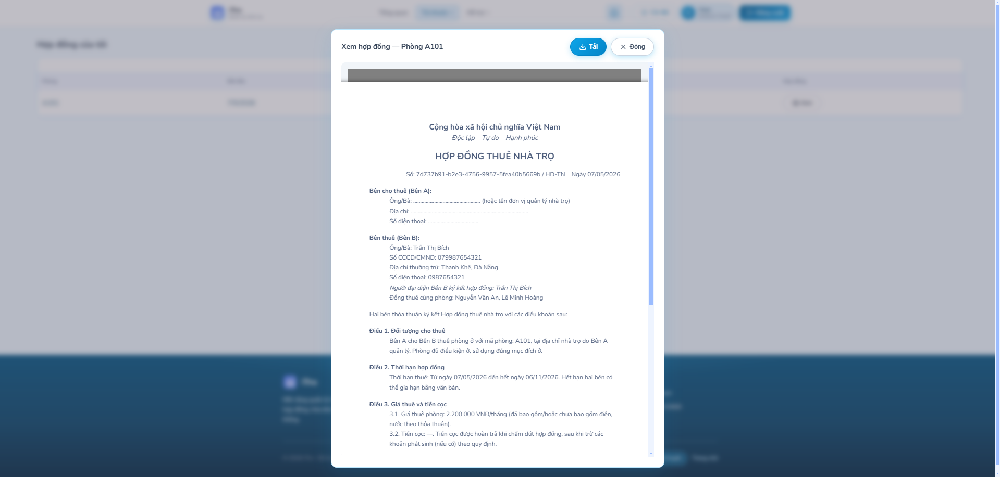 Hợp đồng của tôi
Xem hợp đồng — Phòng A101
Tải
Đóng
Cộng hòa xã hội chủ nghĩa Việt Nam
Độc lập – Tự do – Hạnh phúc
HỢP ĐỒNG THUÊ NHÀ TRỌ
Số: 7d737b91-b2e3-4756-9957-5fea40b5669b / HD-TN Ngày 07/05/2026
Bên cho thuê (Bên A):
Ông/Bà: ................................................ (hoặc tên đơn vị quản lý nhà trọ)
Địa chỉ: ....................................................................................
Số điện thoại: ....................................
Bên thuê (Bên B):
Ông/Bà: Trần Thị Bích
Số CCCD/CMND: 079987654321
Địa chỉ thường trú: Thanh Khê, Đà Nẵng
Số điện thoại: 0987654321
Người đại diện Bên B ký kết hợp đồng: Trần Thị Bích
Đồng thuê cùng phòng: Nguyễn Văn An, Lê Minh Hoàng
Hai bên thỏa thuận ký kết Hợp đồng thuê nhà trọ với các điều khoản sau:
Điều 1. Đối tượng cho thuê
Bên A cho Bên B thuê phòng ở với mã phòng: A101, tại địa chỉ nhà trọ do Bên A
quản lý. Phòng đủ điều kiện ở, sử dụng đúng mục đích ở.
Điều 2. Thời hạn hợp đồng
Thời hạn thuê: Từ ngày 07/05/2026 đến hết ngày 06/11/2026. Hết hạn hai bên có
thể gia hạn bằng văn bản.
Điều 3. Giá thuê và tiền cọc
3.1. Giá thuê phòng: 2.200.000 VNĐ/tháng (đã bao gồm/hoặc chưa bao gồm điện,
nước theo thỏa thuận).
3.2. Tiền cọc: —. Tiền cọc được hoàn trả khi chấm dứt hợp đồng, sau khi trừ các
khoản phát sinh (nếu có) theo quy định.